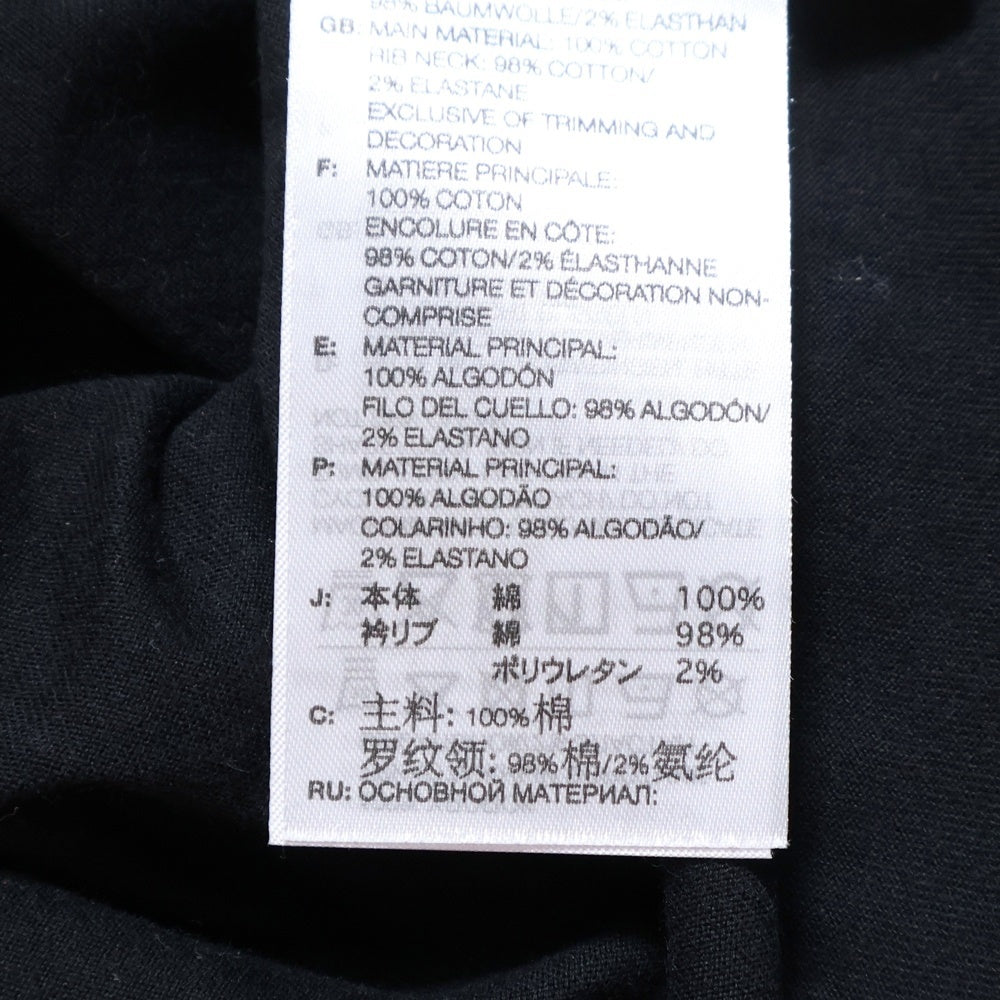 98% BAUMWOLLE/2% ELASTHAN
GB: MAIN MATERIAL: 100% COTTON
RIB NECK: 98% COTTON/
2% ELASTANE
EXCLUSIVE OF TRIMMING AND
DECORATION
F: MATIERE PRINCIPALE:
100% COTON
ENCOLURE EN CÔTE:
98% COTON/2% ÉLASTHANNE
GARNITURE ET DÉCORATION NON-
COMPRISE
E: MATERIAL PRINCIPAL:
100% ALGODÓN
FILO DEL CUELLO: 98% ALGODÓN/
2% ELASTANO
P: MATERIAL PRINCIPAL:
100% ALGODÃO
COLARINHO: 98% ALGODÃO/
2% ELASTANO
J: 本体 綿 100%
衿リブ 綿 98%
ポリウレタン 2%
C: 主料: 100%棉
罗纹领: 98%棉/2%氨纶
RU: ОСНОВНОЙ МАТЕРИАЛ: